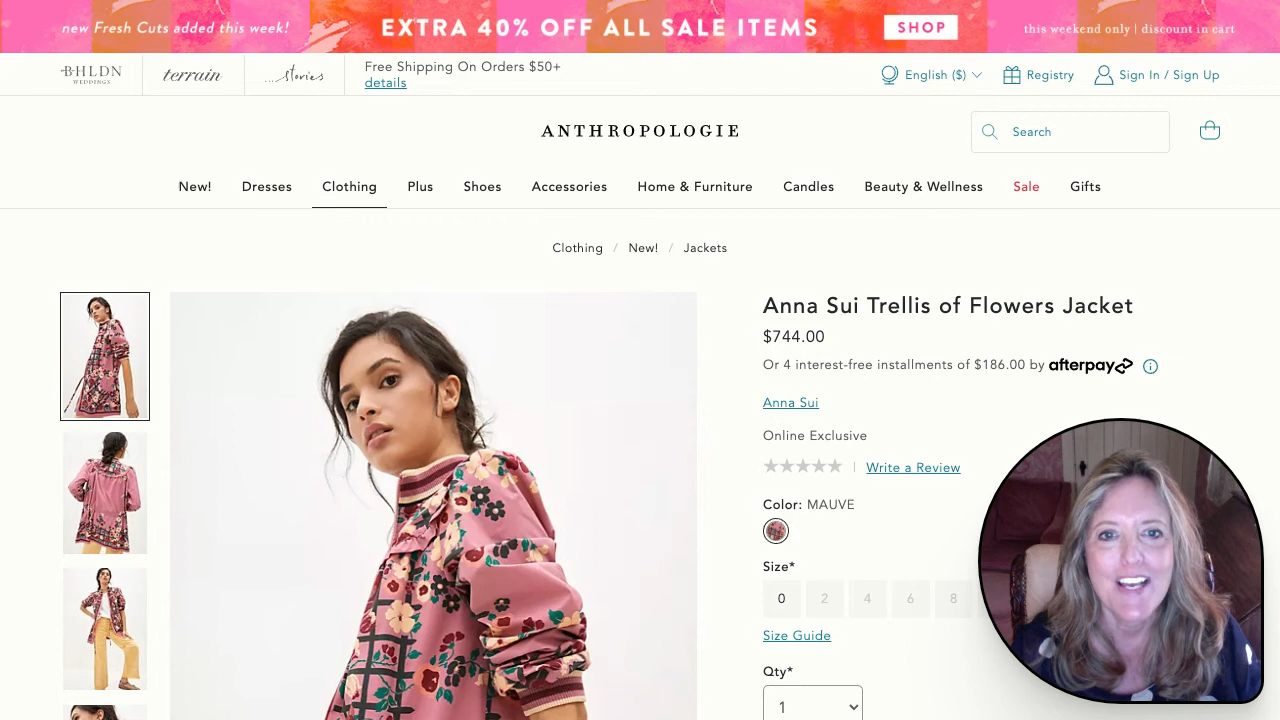 new Fresh Cuts added this week!
EXTRA 40% OFF ALL SALE ITEMS
SHOP
this weekend only | discount in cart
BHLDN
WEDDINGS
terrain
...stories
Free Shipping On Orders $50+
details
English ($)
Registry
Sign In / Sign Up
ANTHROPOLOGIE
Search
New! Dresses Clothing Plus Shoes Accessories Home & Furniture Candles Beauty & Wellness Sale Gifts
Clothing / New! / Jackets
Anna Sui Trellis of Flowers Jacket
$744.00
Or 4 interest-free installments of $186.00 by afterpay
Anna Sui
Online Exclusive
| Write a Review
Color: MAUVE
Size*
0 2 4 6 8
Size Guide
Qty*
1